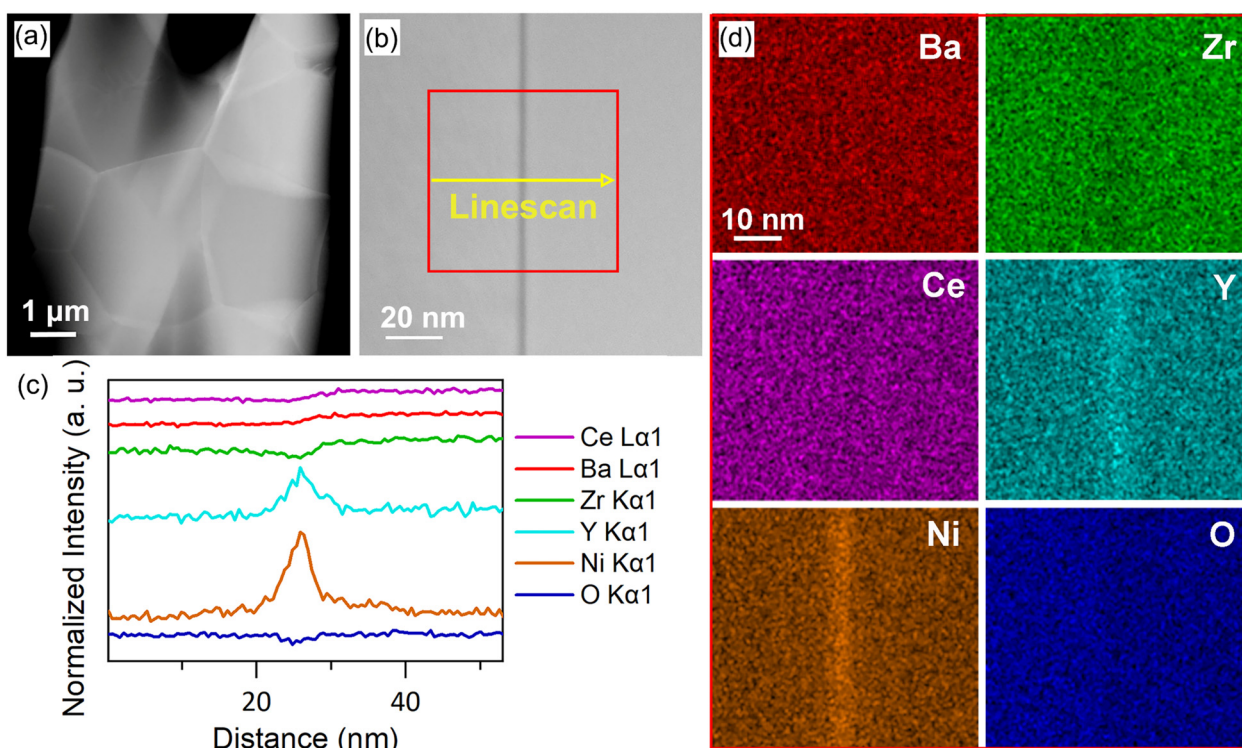 (a)
1 μm
(b)
Linescan
20 nm
(c)
Normalized Intensity (a. u.)
20
40
Distance (nm)
Ce Lα1
Ba Lα1
Zr Kα1
Y Kα1
Ni Kα1
O Kα1
(d)
Ba
10 nm
Zr
Ce
Y
Ni
O